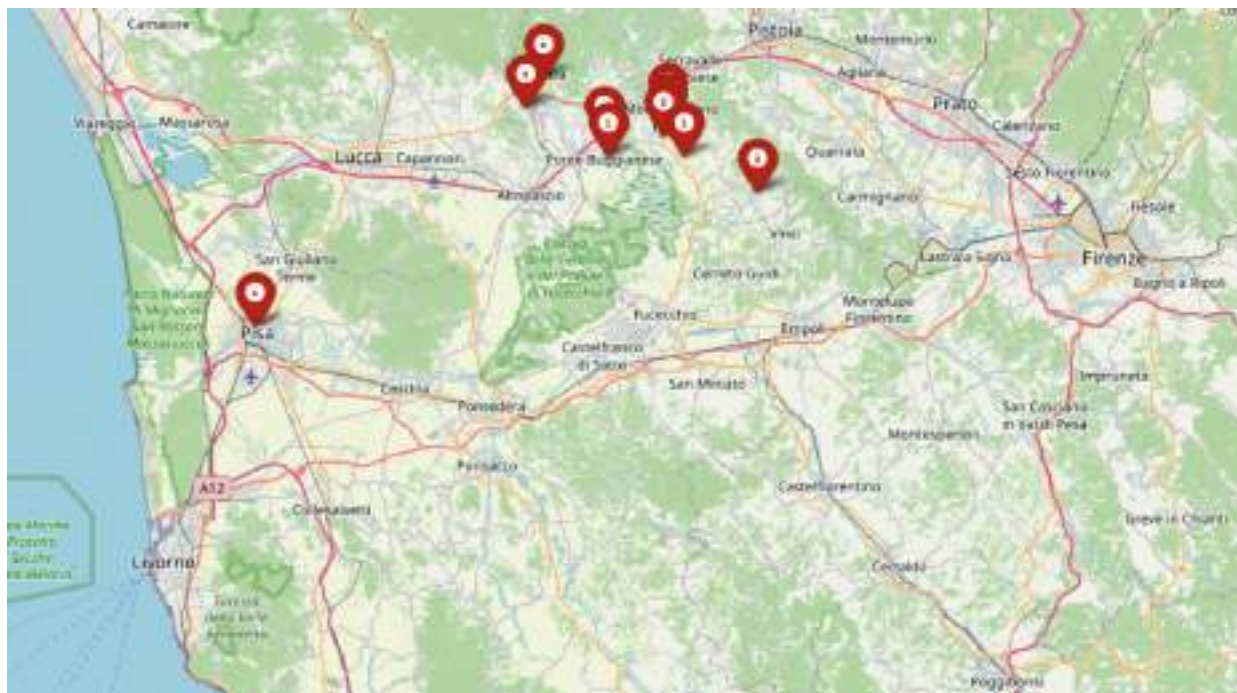 Camaiore
Pistoia
Montemurlo
Serravalle
Agliana
Prato
Viareggio
Massarosa
Calenzano
Lucca
Capannori
Ponte Buggianese
Quarrata
Sesto Fiorentino
Altopascio
Carmignano
Fiesole
Vinci
San Giuliano
Terme
Cerreto Guidi
Lastra a Signa
Firenze
Bagno a Ripoli
Montelupo
Fiorentino
Fucecchio
Empoli
Pisa
Castelfranco
di Sotto
San Miniato
Impruneta
Cascina
Pontedera
San Casciano
in Val di Pesa
Montespertoli
Ponsacco
A12
Castelfiorentino
Collesalvetti
Greve in Chianti
Livorno
Certaldo
Poggibonsi